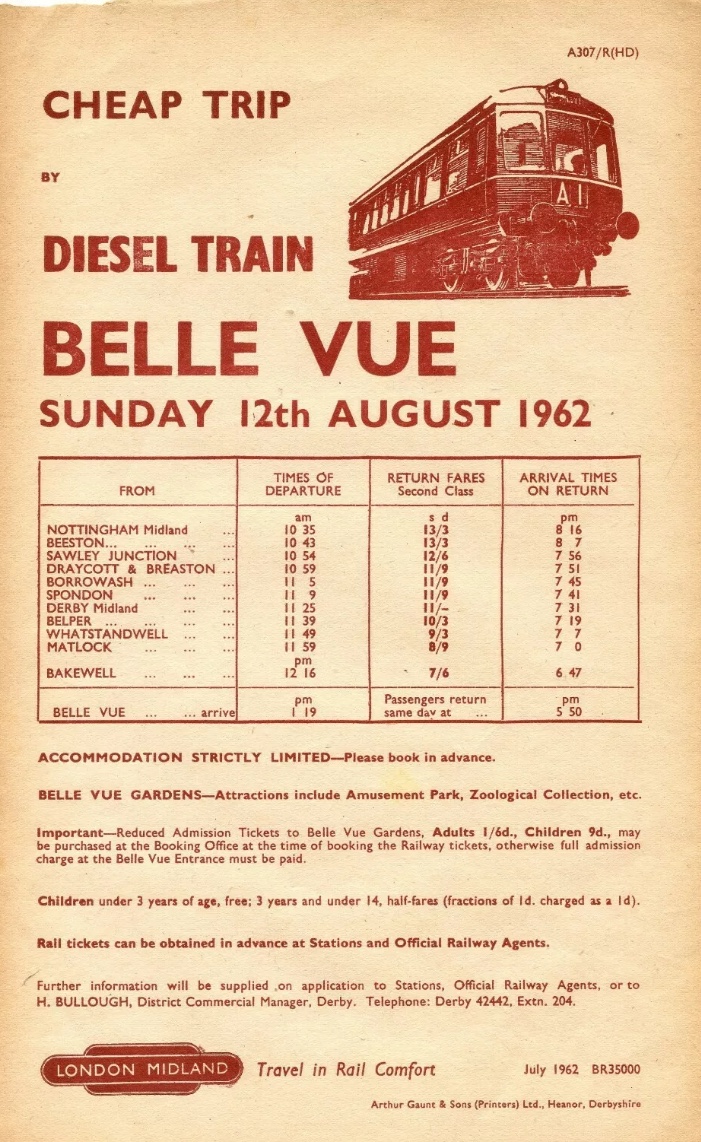 A307/R(HD)
CHEAP TRIP
BY
DIESEL TRAIN
A 11
BELLE VUE
SUNDAY 12th AUGUST 1962
FROM TIMES OF DEPARTURE RETURN FARES Second Class ARRIVAL TIMES ON RETURN
am s d pm
NOTTINGHAM Midland ... 10 35 13/3 8 16
BEESTON... ... ... ... 10 43 13/3 8 7
SAWLEY JUNCTION ... 10 54 12/6 7 56
DRAYCOTT & BREASTON ... 10 59 11/9 7 51
BORROWASH ... ... ... 11 5 11/9 7 45
SPONDON ... ... ... 11 9 11/9 7 41
DERBY Midland ... ... 11 25 11/– 7 31
BELPER ... ... ... ... 11 39 10/3 7 19
WHATSTANDWELL ... ... 11 49 9/3 7 7
MATLOCK ... ... ... 11 59 8/9 7 0
pm
BAKEWELL ... ... ... 12 16 7/6 6 47
pm Passengers return pm
BELLE VUE ... ... arrive 1 19 same day at ... 5 50
ACCOMMODATION STRICTLY LIMITED—Please book in advance.
BELLE VUE GARDENS—Attractions include Amusement Park, Zoological Collection, etc.
Important—Reduced Admission Tickets to Belle Vue Gardens, Adults 1/6d., Children 9d., may
be purchased at the Booking Office at the time of booking the Railway tickets, otherwise full admission
charge at the Belle Vue Entrance must be paid.
Children under 3 years of age, free; 3 years and under 14, half-fares (fractions of 1d. charged as a 1d).
Rail tickets can be obtained in advance at Stations and Official Railway Agents.
Further information will be supplied on application to Stations, Official Railway Agents, or to
H. BULLOUGH, District Commercial Manager, Derby. Telephone: Derby 42442, Extn. 204.
LONDON MIDLAND Travel in Rail Comfort July 1962 BR35000
Arthur Gaunt & Sons (Printers) Ltd., Heanor, Derbyshire